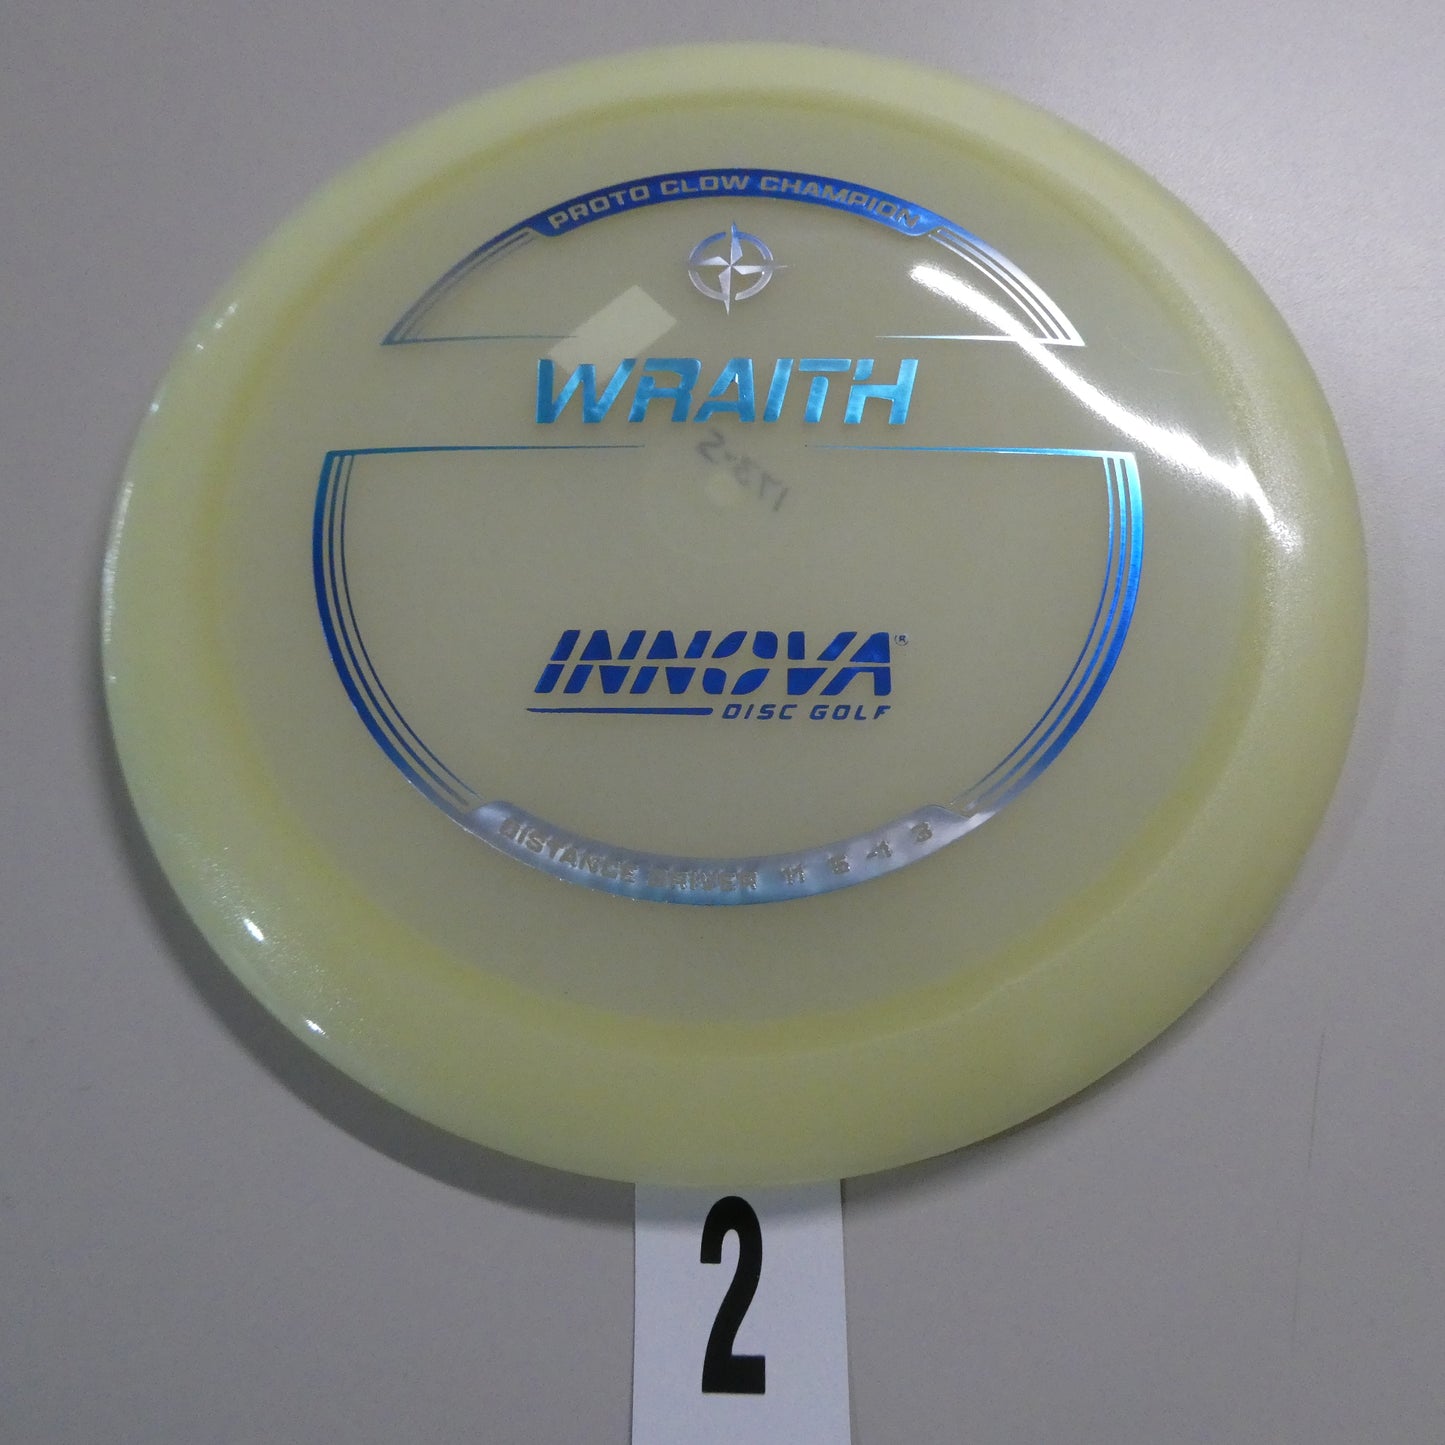 PROTO GLOW CHAMPION
WRAITH
173-5
INNOVA®
DISC GOLF
DISTANCE DRIVER 11 5 -1 3
2